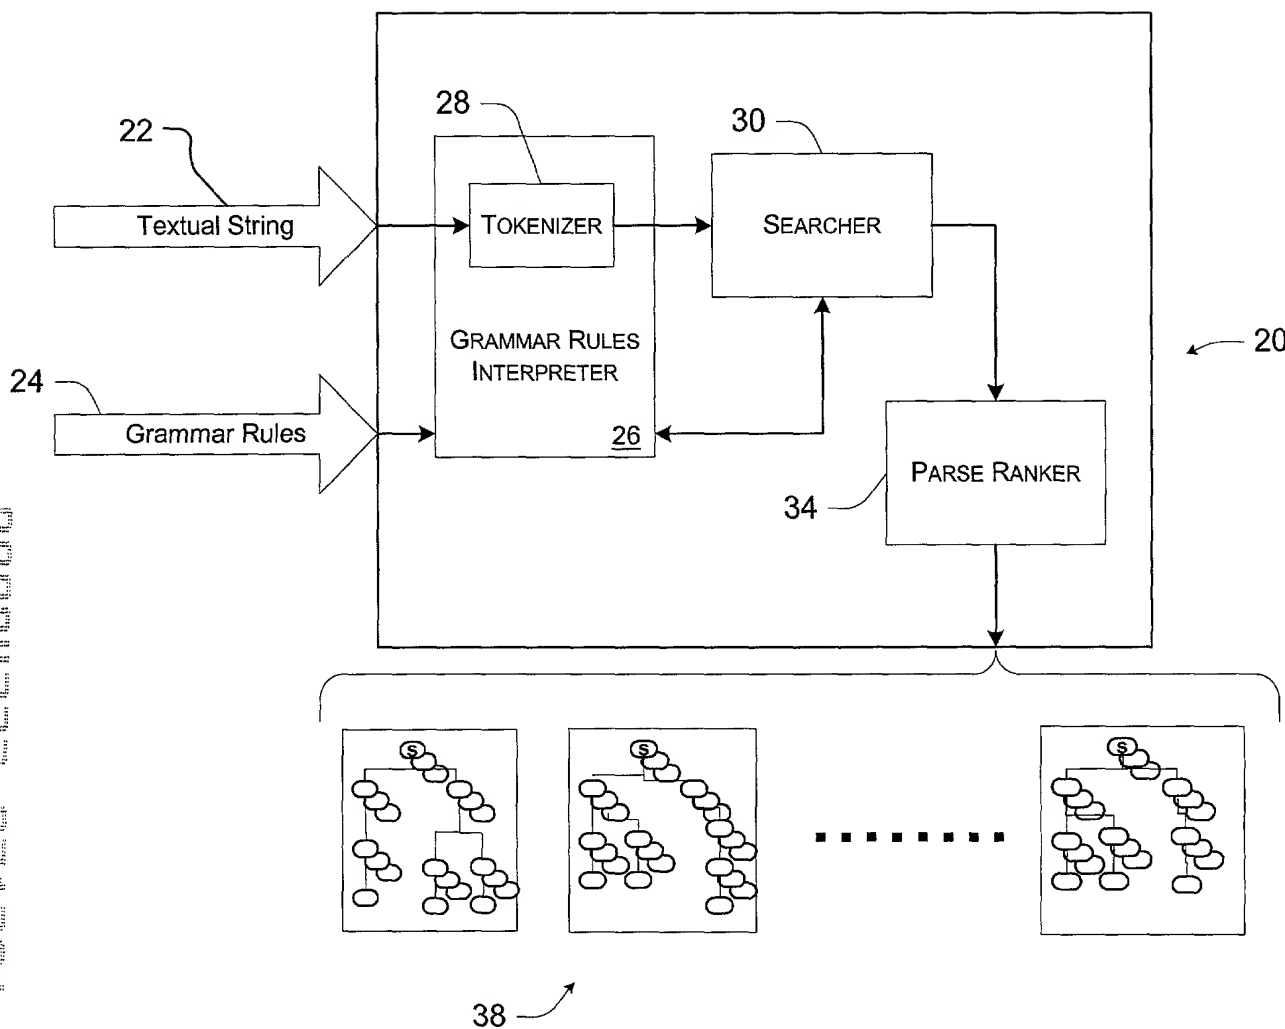 28
22
30
Textual String
TOKENIZER
SEARCHER
GRAMMAR RULES
INTERPRETER
20
24
Grammar Rules
26
PARSE RANKER
34
S
S
S
38